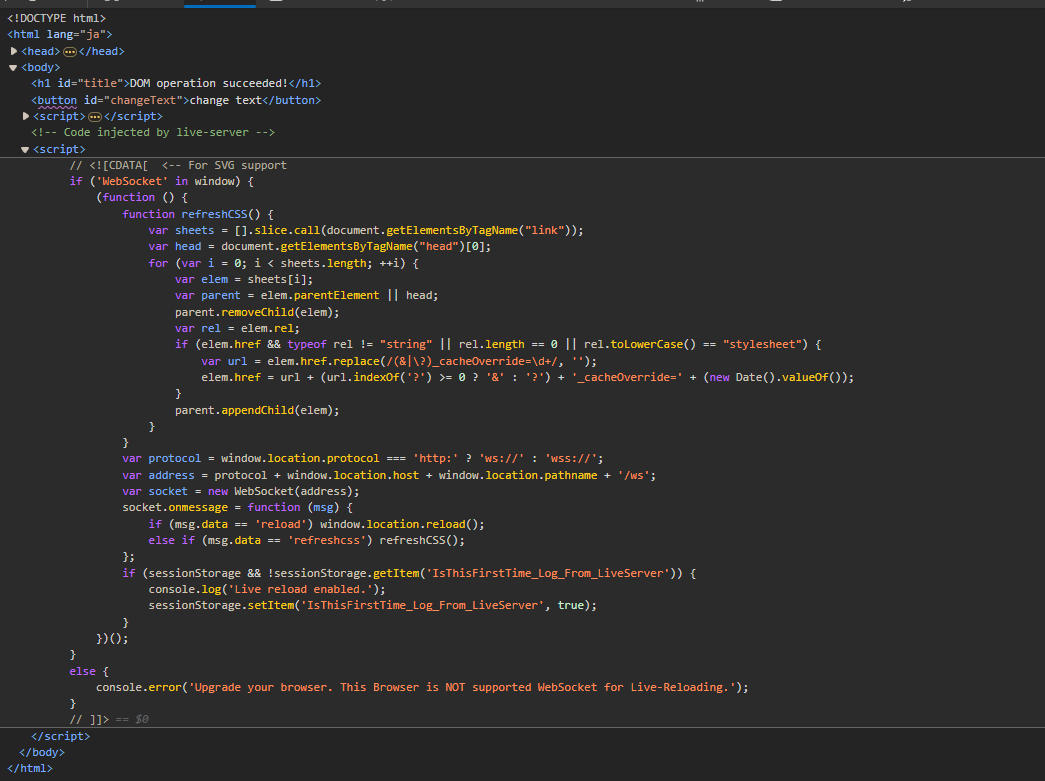 <!DOCTYPE html>
<html lang="ja">
<head> </head>
<body>
<h1 id="title">DOM operation succeeded!</h1>
<button id="changeText">change text</button>
<script> </script>
<!-- Code injected by live-server -->
<script>
// <![CDATA[  <-- For SVG support
if ('WebSocket' in window) {
(function () {
function refreshCSS() {
var sheets = [].slice.call(document.getElementsByTagName("link"));
var head = document.getElementsByTagName("head")[0];
for (var i = 0; i < sheets.length; ++i) {
var elem = sheets[i];
var parent = elem.parentElement || head;
parent.removeChild(elem);
var rel = elem.rel;
if (elem.href && typeof rel != "string" || rel.length == 0 || rel.toLowerCase() == "stylesheet") {
var url = elem.href.replace(/(&|\?)_cacheOverride=\d+/, '');
elem.href = url + (url.indexOf('?') >= 0 ? '&' : '?') + '_cacheOverride=' + (new Date().valueOf());
}
parent.appendChild(elem);
}
}
var protocol = window.location.protocol === 'http:' ? 'ws://' : 'wss://';
var address = protocol + window.location.host + window.location.pathname + '/ws';
var socket = new WebSocket(address);
socket.onmessage = function (msg) {
if (msg.data == 'reload') window.location.reload();
else if (msg.data == 'refreshcss') refreshCSS();
};
if (sessionStorage && !sessionStorage.getItem('IsThisFirstTime_Log_From_LiveServer')) {
console.log('Live reload enabled.');
sessionStorage.setItem('IsThisFirstTime_Log_From_LiveServer', true);
}
})();
}
else {
console.error('Upgrade your browser. This Browser is NOT supported WebSocket for Live-Reloading.');
}
// ]]> == $0
</script>
</body>
</html>